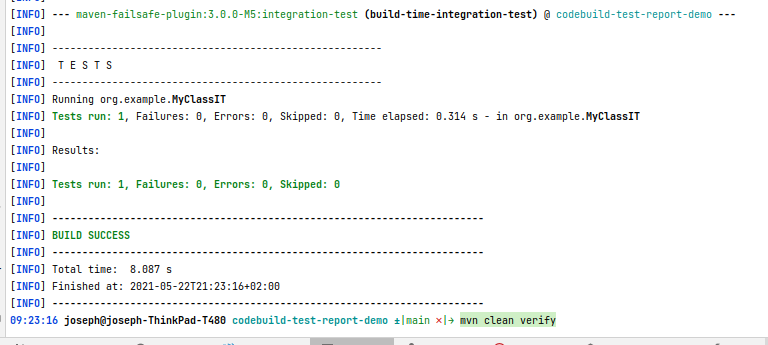 [INFO] --- maven-failsafe-plugin:3.0.0-M5:integration-test (build-time-integration-test) @ codebuild-test-report-demo ---
[INFO]
[INFO] -------------------------------------------------------
[INFO]  T E S T S
[INFO] -------------------------------------------------------
[INFO] Running org.example.MyClassIT
[INFO] Tests run: 1, Failures: 0, Errors: 0, Skipped: 0, Time elapsed: 0.314 s - in org.example.MyClassIT
[INFO]
[INFO] Results:
[INFO]
[INFO] Tests run: 1, Failures: 0, Errors: 0, Skipped: 0
[INFO]
[INFO] ------------------------------------------------------------------------
[INFO] BUILD SUCCESS
[INFO] ------------------------------------------------------------------------
[INFO] Total time:  8.087 s
[INFO] Finished at: 2021-05-22T21:23:16+02:00
[INFO] ------------------------------------------------------------------------
09:23:16 joseph@joseph-ThinkPad-T480 codebuild-test-report-demo ±|main ✗|→ mvn clean verify